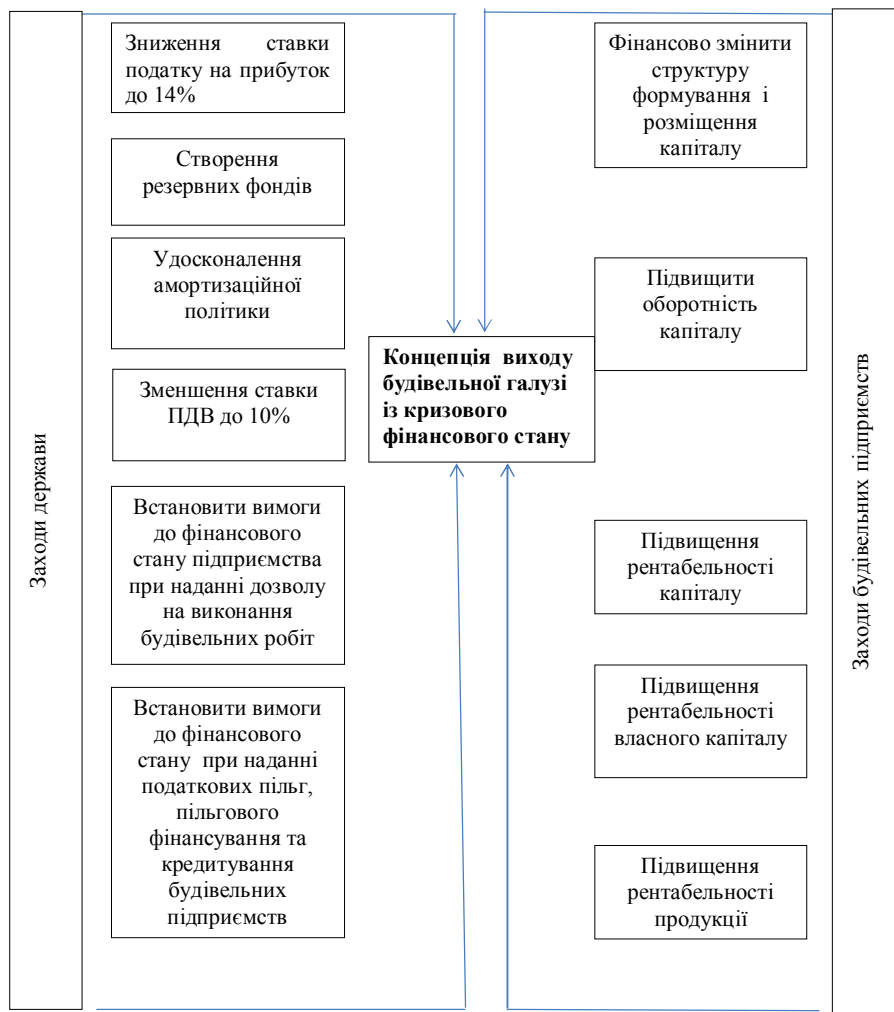 Заходи держави
Зниження ставки
податку на прибуток
до 14%
Створення
резервних фондів
Удосконалення
амортизаційної
політики
Зменшення ставки
ПДВ до 10%
Встановити вимоги
до фінансового
стану підприємства
при наданні дозволу
на виконання
будівельних робіт
Встановити вимоги
до фінансового
стану при наданні
податкових пільг,
пільгового
фінансування та
кредитування
будівельних
підприємств
Концепція виходу
будівельної галузі
із кризового
фінансового стану
Фінансово змінити
структуру
формування і
розміщення
капіталу
Підвищити
оборотність
капіталу
Підвищення
рентабельності
капіталу
Підвищення
рентабельності
власного капіталу
Підвищення
рентабельності
продукції
Заходи будівельних підприємств